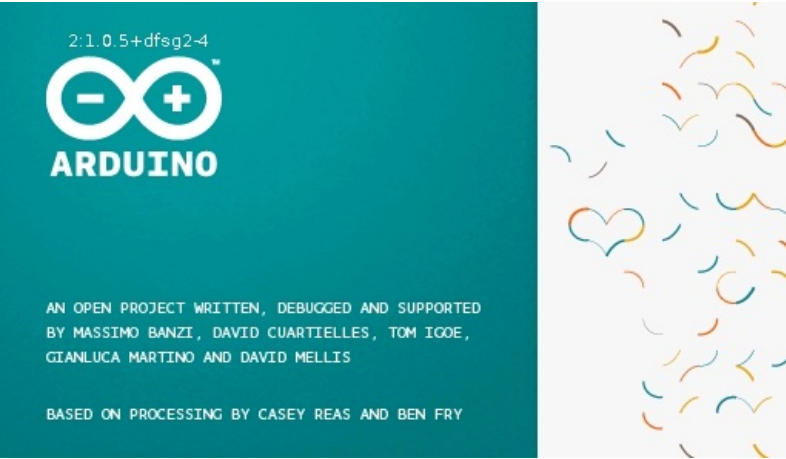 2:1.0.5+dfsg2-4
™
ARDUINO
AN OPEN PROJECT WRITTEN, DEBUGGED AND SUPPORTED
BY MASSIMO BANZI, DAVID CUARTIELLES, TOM IGOE,
GIANLUCA MARTINO AND DAVID MELLIS
BASED ON PROCESSING BY CASEY REAS AND BEN FRY